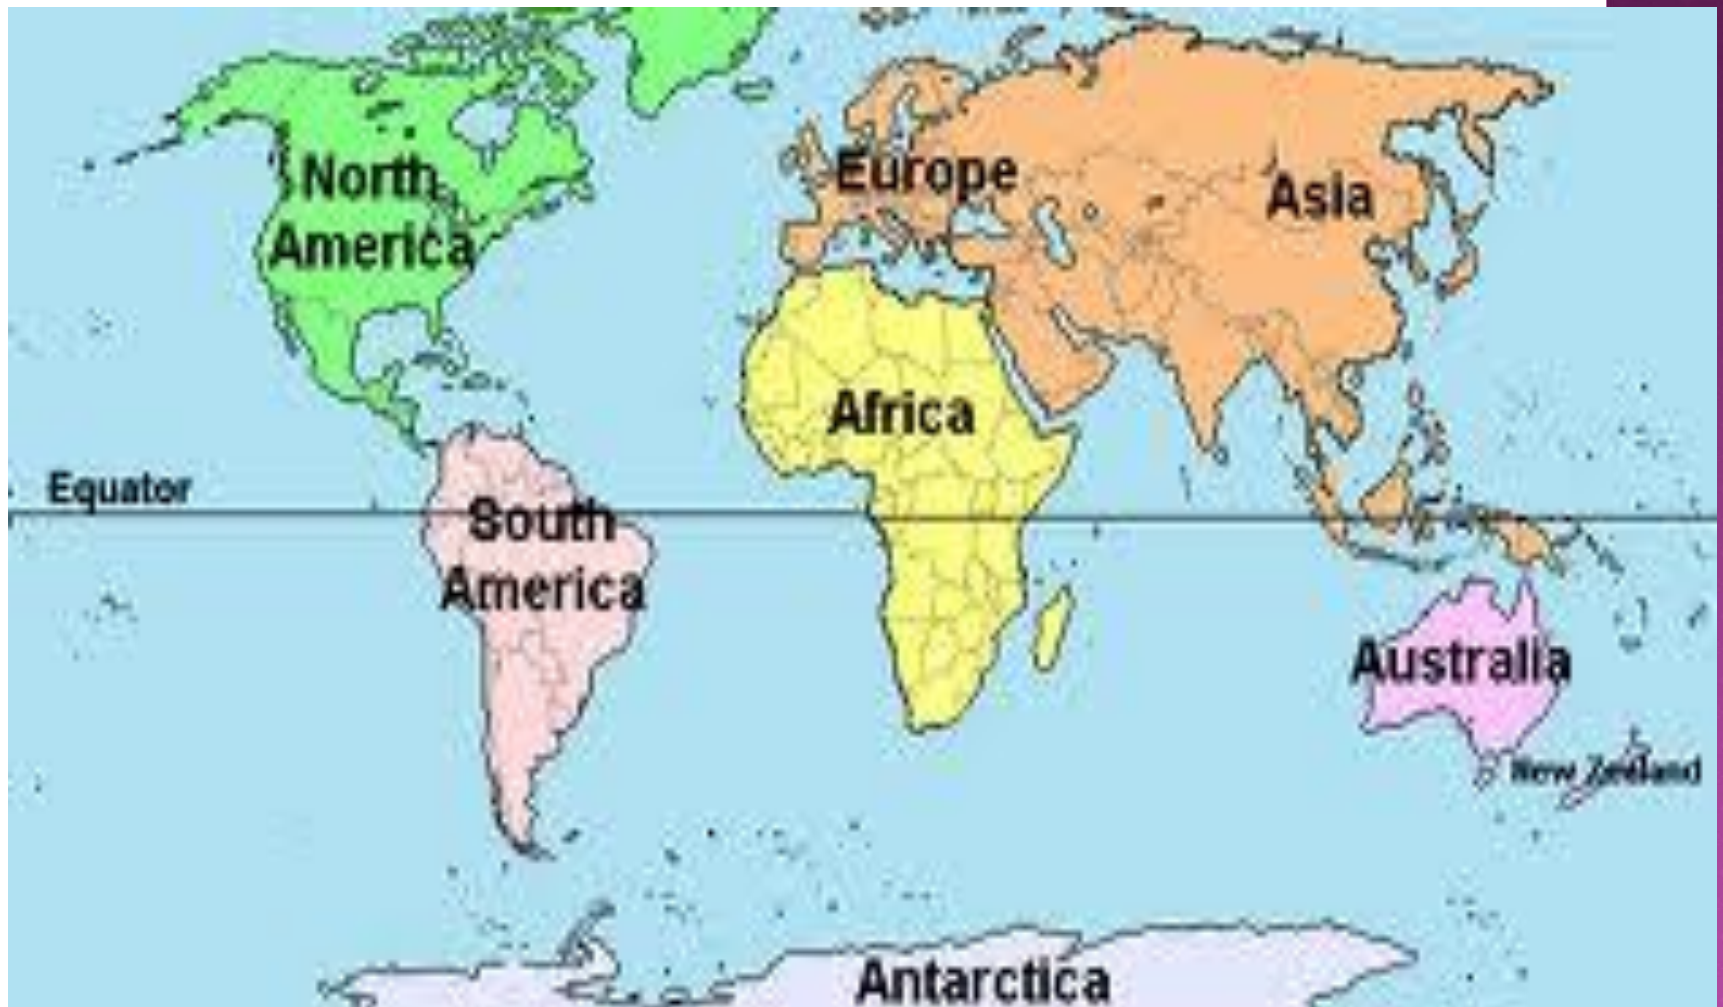 North
America
Europe
Asia
Africa
Equator
South
America
Australia
New Zealand
Antarctica